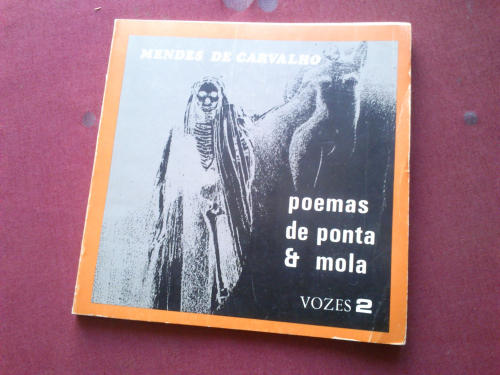 MENDES DE CARVALHO
poemas
de ponta
& mola
VOZES 2